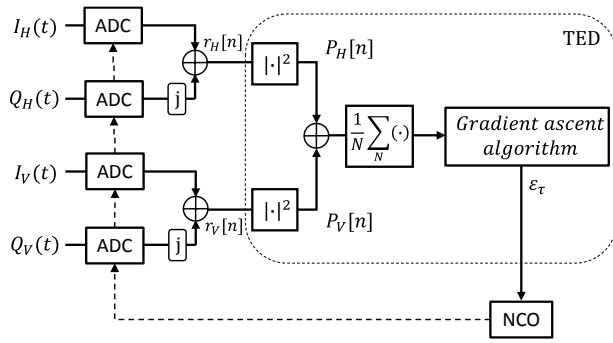 I_H(t)
ADC
r_H[n]
|·|²
P_H[n]
TED
Q_H(t)
ADC
j
1/N ∑_N (·)
Gradient ascent
algorithm
I_V(t)
ADC
ε_τ
Q_V(t)
ADC
j
r_V[n]
|·|²
P_V[n]
NCO